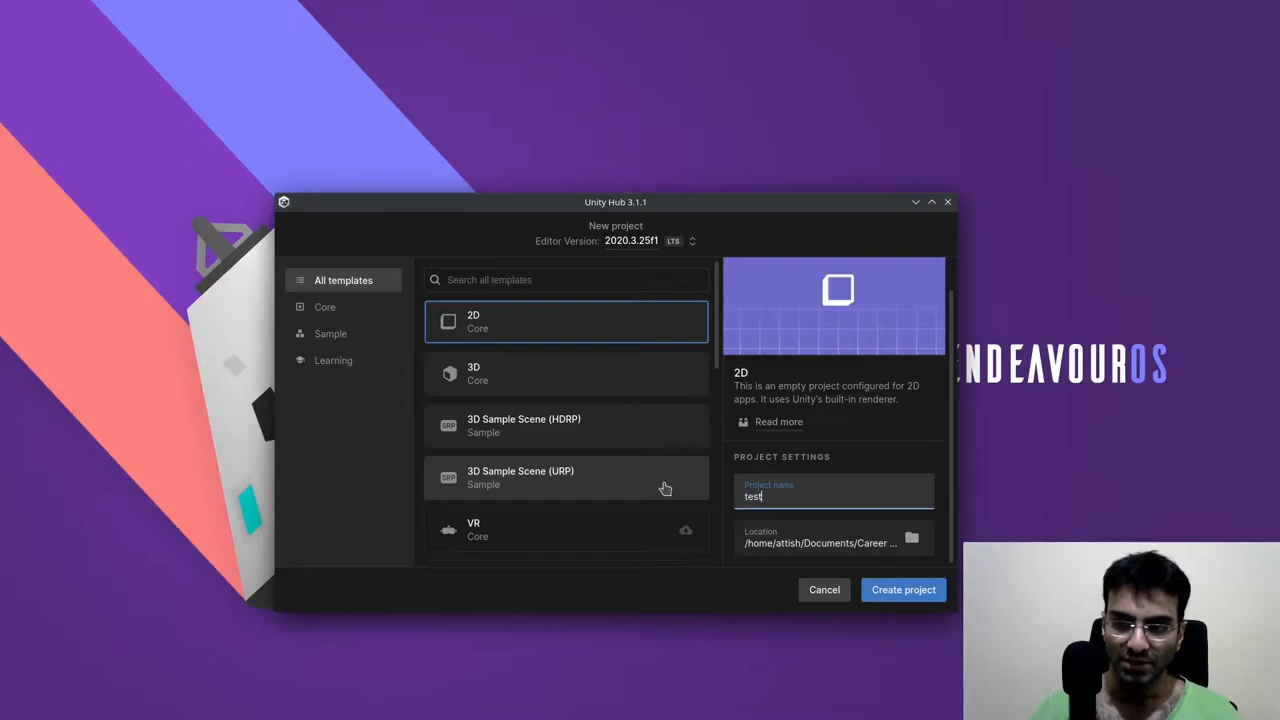 Unity Hub 3.1.1
New project
Editor Version: 2020.3.25f1 LTS
All templates
Core
Sample
Learning
Search all templates
2D
Core
3D
Core
3D Sample Scene (HDRP)
SRP
Sample
3D Sample Scene (URP)
SRP
Sample
VR
Core
2D
This is an empty project configured for 2D
apps. It uses Unity's built-in renderer.
Read more
PROJECT SETTINGS
Project name
test
Location
/home/attish/Documents/Career ...
Cancel
Create project
ENDEAVOUROS